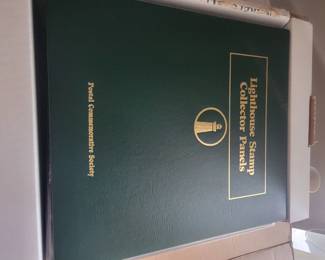 Lighthouse Stamp
Collector Panels
Postal Commemorative Society